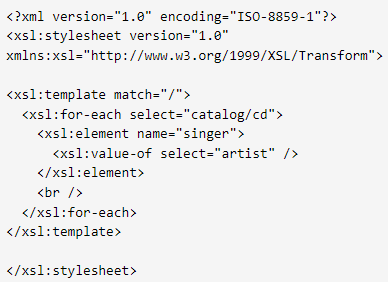 <?xml version="1.0" encoding="ISO-8859-1"?>
<xsl:stylesheet version="1.0"
xmlns:xsl="http://www.w3.org/1999/XSL/Transform">

<xsl:template match="/">
  <xsl:for-each select="catalog/cd">
    <xsl:element name="singer">
      <xsl:value-of select="artist" />
    </xsl:element>
    <br />
  </xsl:for-each>
</xsl:template>

</xsl:stylesheet>